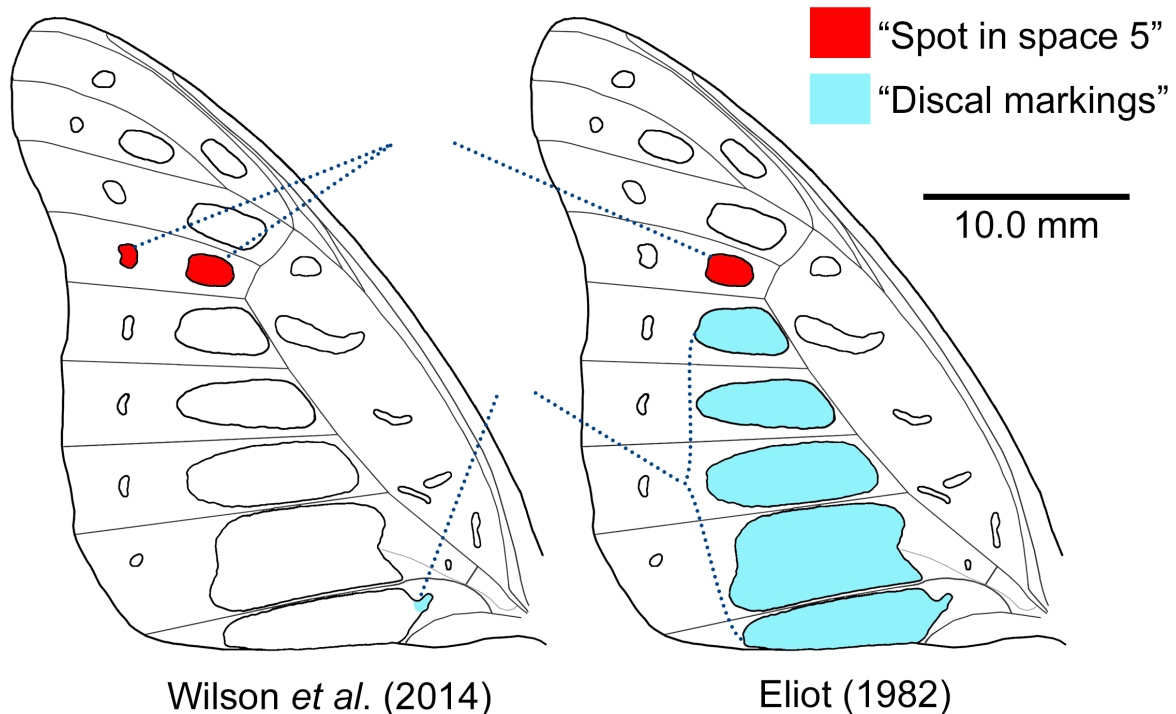 “Spot in space 5”
“Discal markings”
10.0 mm
Wilson et al. (2014)
Eliot (1982)